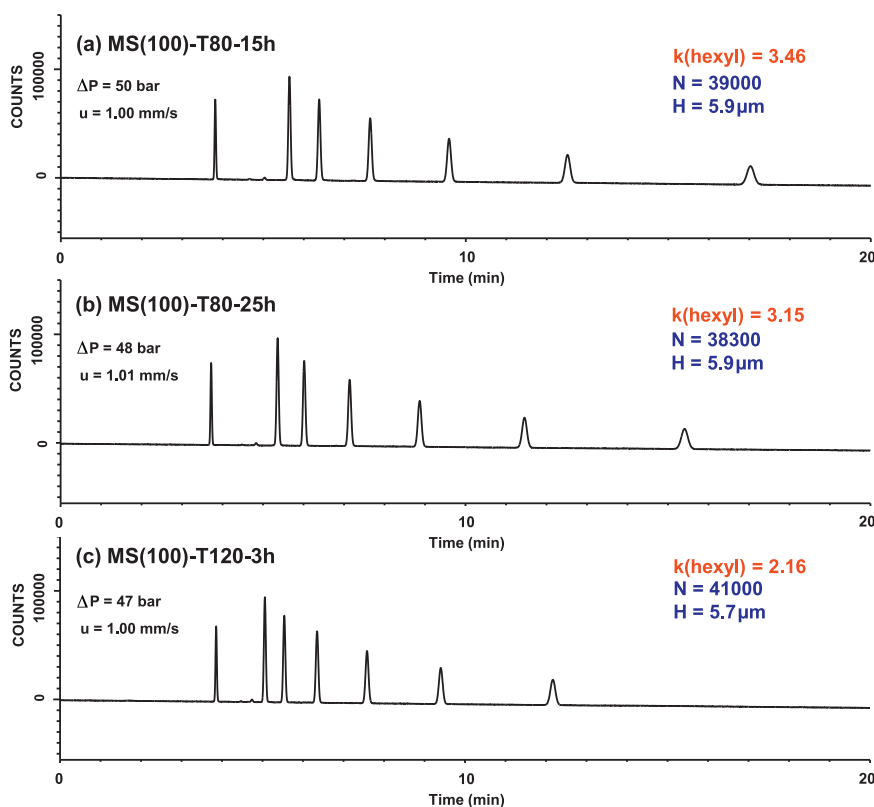 (a) MS(100)-T80-15h
k(hexyl) = 3.46
N = 39000
H = 5.9µm
ΔP = 50 bar
u = 1.00 mm/s
COUNTS
100000
0
0
10
20
Time (min)
(b) MS(100)-T80-25h
k(hexyl) = 3.15
N = 38300
H = 5.9µm
ΔP = 48 bar
u = 1.01 mm/s
COUNTS
100000
0
0
10
20
Time (min)
(c) MS(100)-T120-3h
k(hexyl) = 2.16
N = 41000
H = 5.7µm
ΔP = 47 bar
u = 1.00 mm/s
COUNTS
100000
0
0
10
20
Time (min)